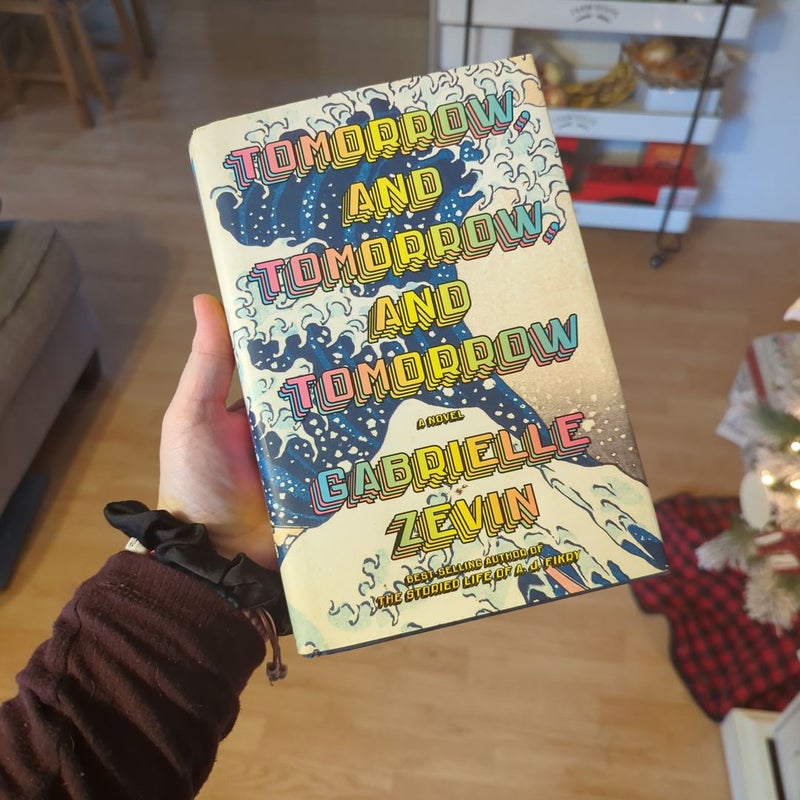 TOMORROW,
AND
TOMORROW,
AND
TOMORROW
A NOVEL
GABRIELLE
ZEVIN
BEST-SELLING AUTHOR OF
THE STORIED LIFE OF A. J. FIKRY